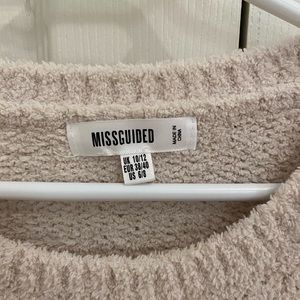 MISSGUIDED
MADE IN
CHINA
UK 10/12
EUR 38/40
US 6/8